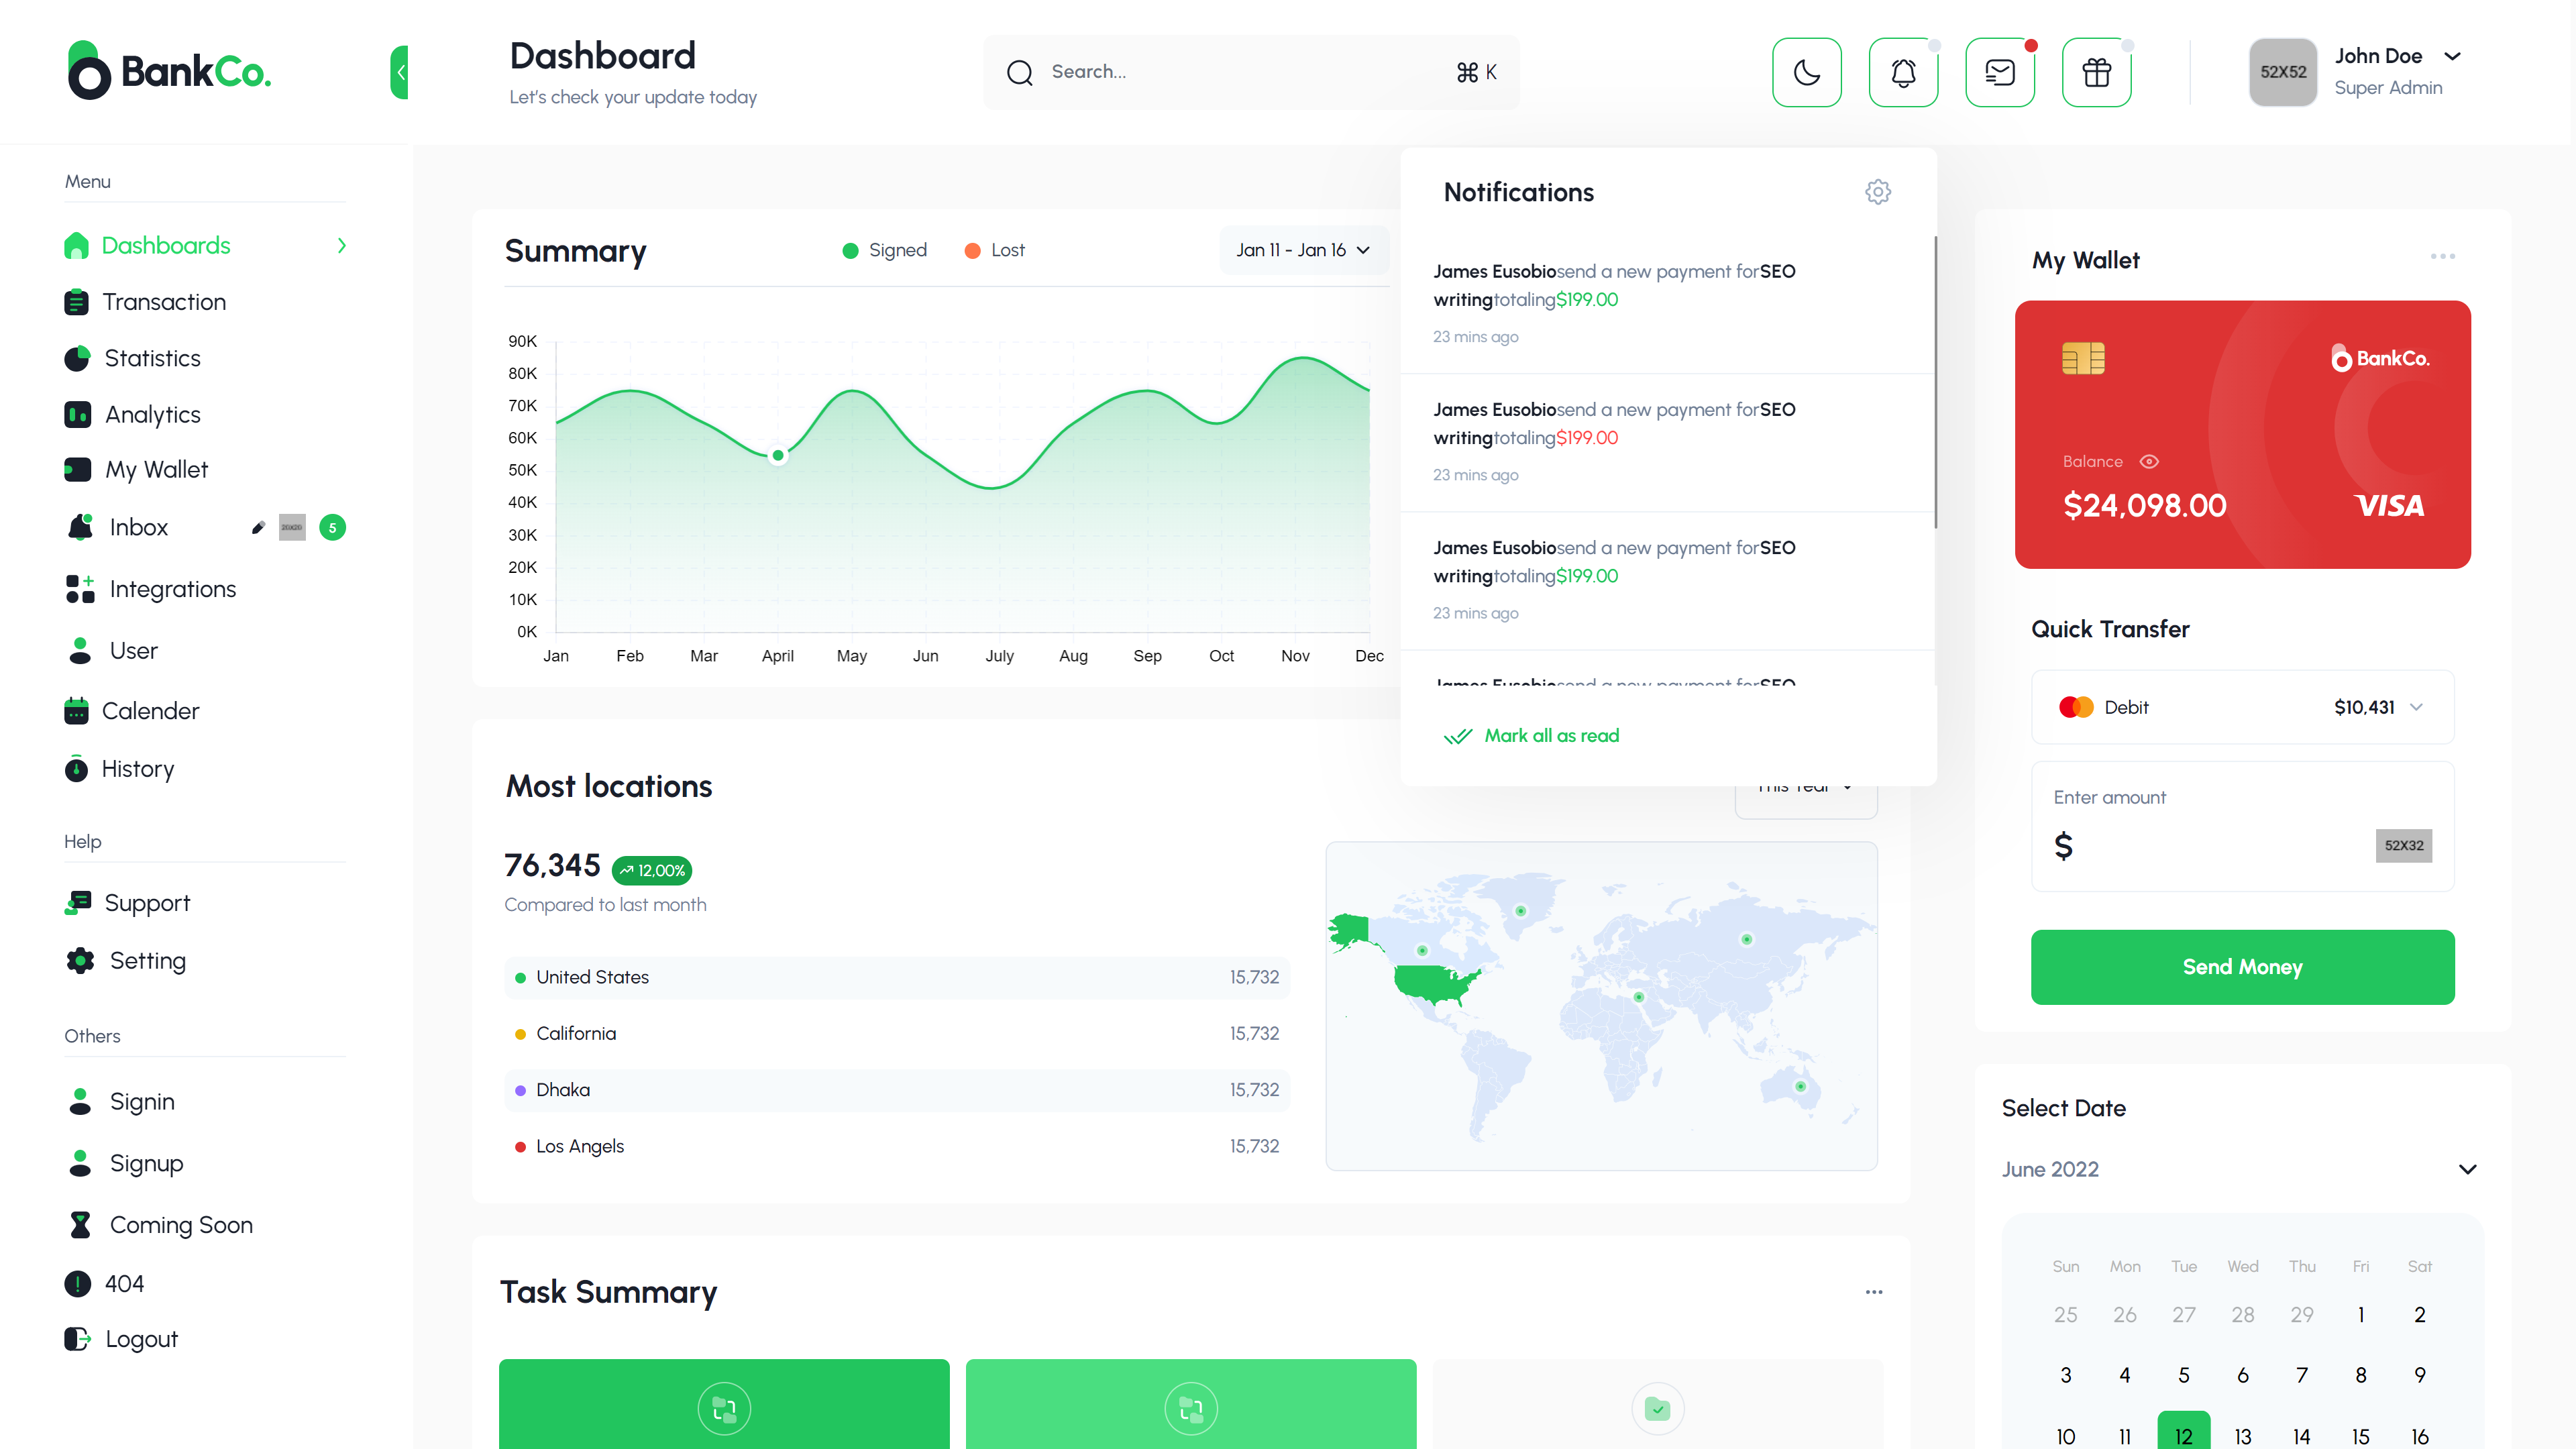 BankCo.
Dashboard
Let's check your update today
Search...
⌘ K
52X52
John Doe
Super Admin
Menu
Dashboards
Transaction
Statistics
Analytics
My Wallet
Inbox
20X20
5
Integrations
User
Calender
History
Help
Support
Setting
Others
Signin
Signup
Coming Soon
404
Logout
Summary
Signed
Lost
Jan 11 - Jan 16
90K
80K
70K
60K
50K
40K
30K
20K
10K
0K
Jan Feb Mar April May Jun July Aug Sep Oct Nov Dec
Notifications
James Eusobiosend a new payment forSEO
writingtotaling$199.00
23 mins ago
James Eusobiosend a new payment forSEO
writingtotaling$199.00
23 mins ago
James Eusobiosend a new payment forSEO
writingtotaling$199.00
23 mins ago
James Eusobiosend a new payment forSEO
Mark all as read
Most locations
This Year
76,345
12,00%
Compared to last month
United States 15,732
California 15,732
Dhaka 15,732
Los Angels 15,732
Task Summary
My Wallet
BankCo.
Balance
$24,098.00
VISA
Quick Transfer
Debit
$10,431
Enter amount
$
52X32
Send Money
Select Date
June 2022
Sun Mon Tue Wed Thu Fri Sat
25 26 27 28 29 1 2
3 4 5 6 7 8 9
10 11 12 13 14 15 16